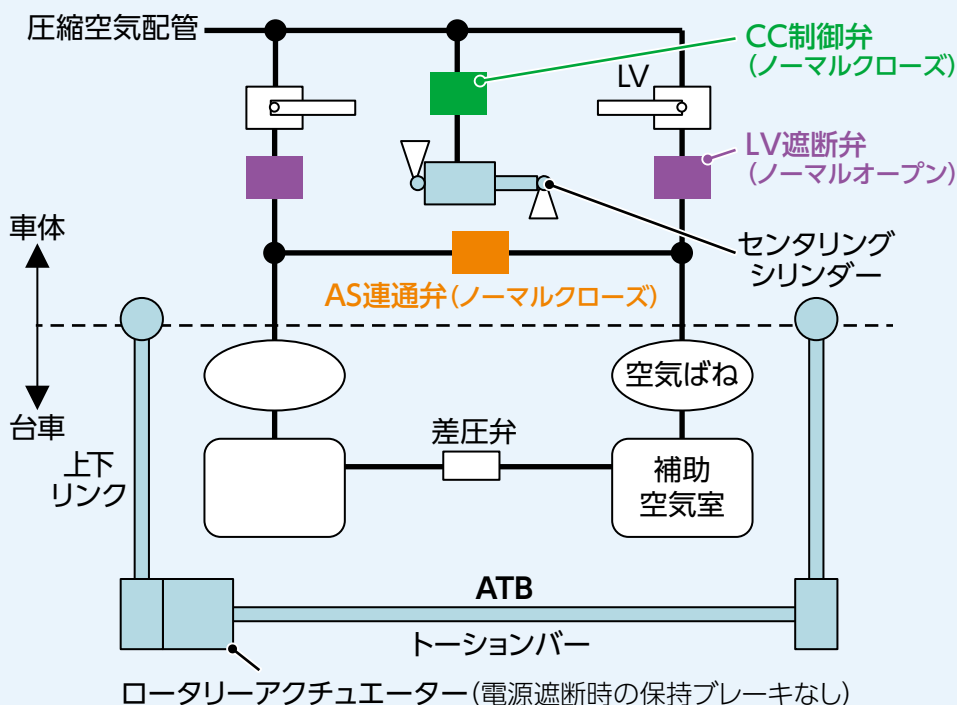 圧縮空気配管
CC制御弁
(ノーマルクローズ)
LV
LV遮断弁
(ノーマルオープン)
車体
センタリング
シリンダー
AS連通弁(ノーマルクローズ)
空気ばね
台車
差圧弁
上下
リンク
補助
空気室
ATB
トーションバー
ロータリーアクチュエーター(電源遮断時の保持ブレーキなし)